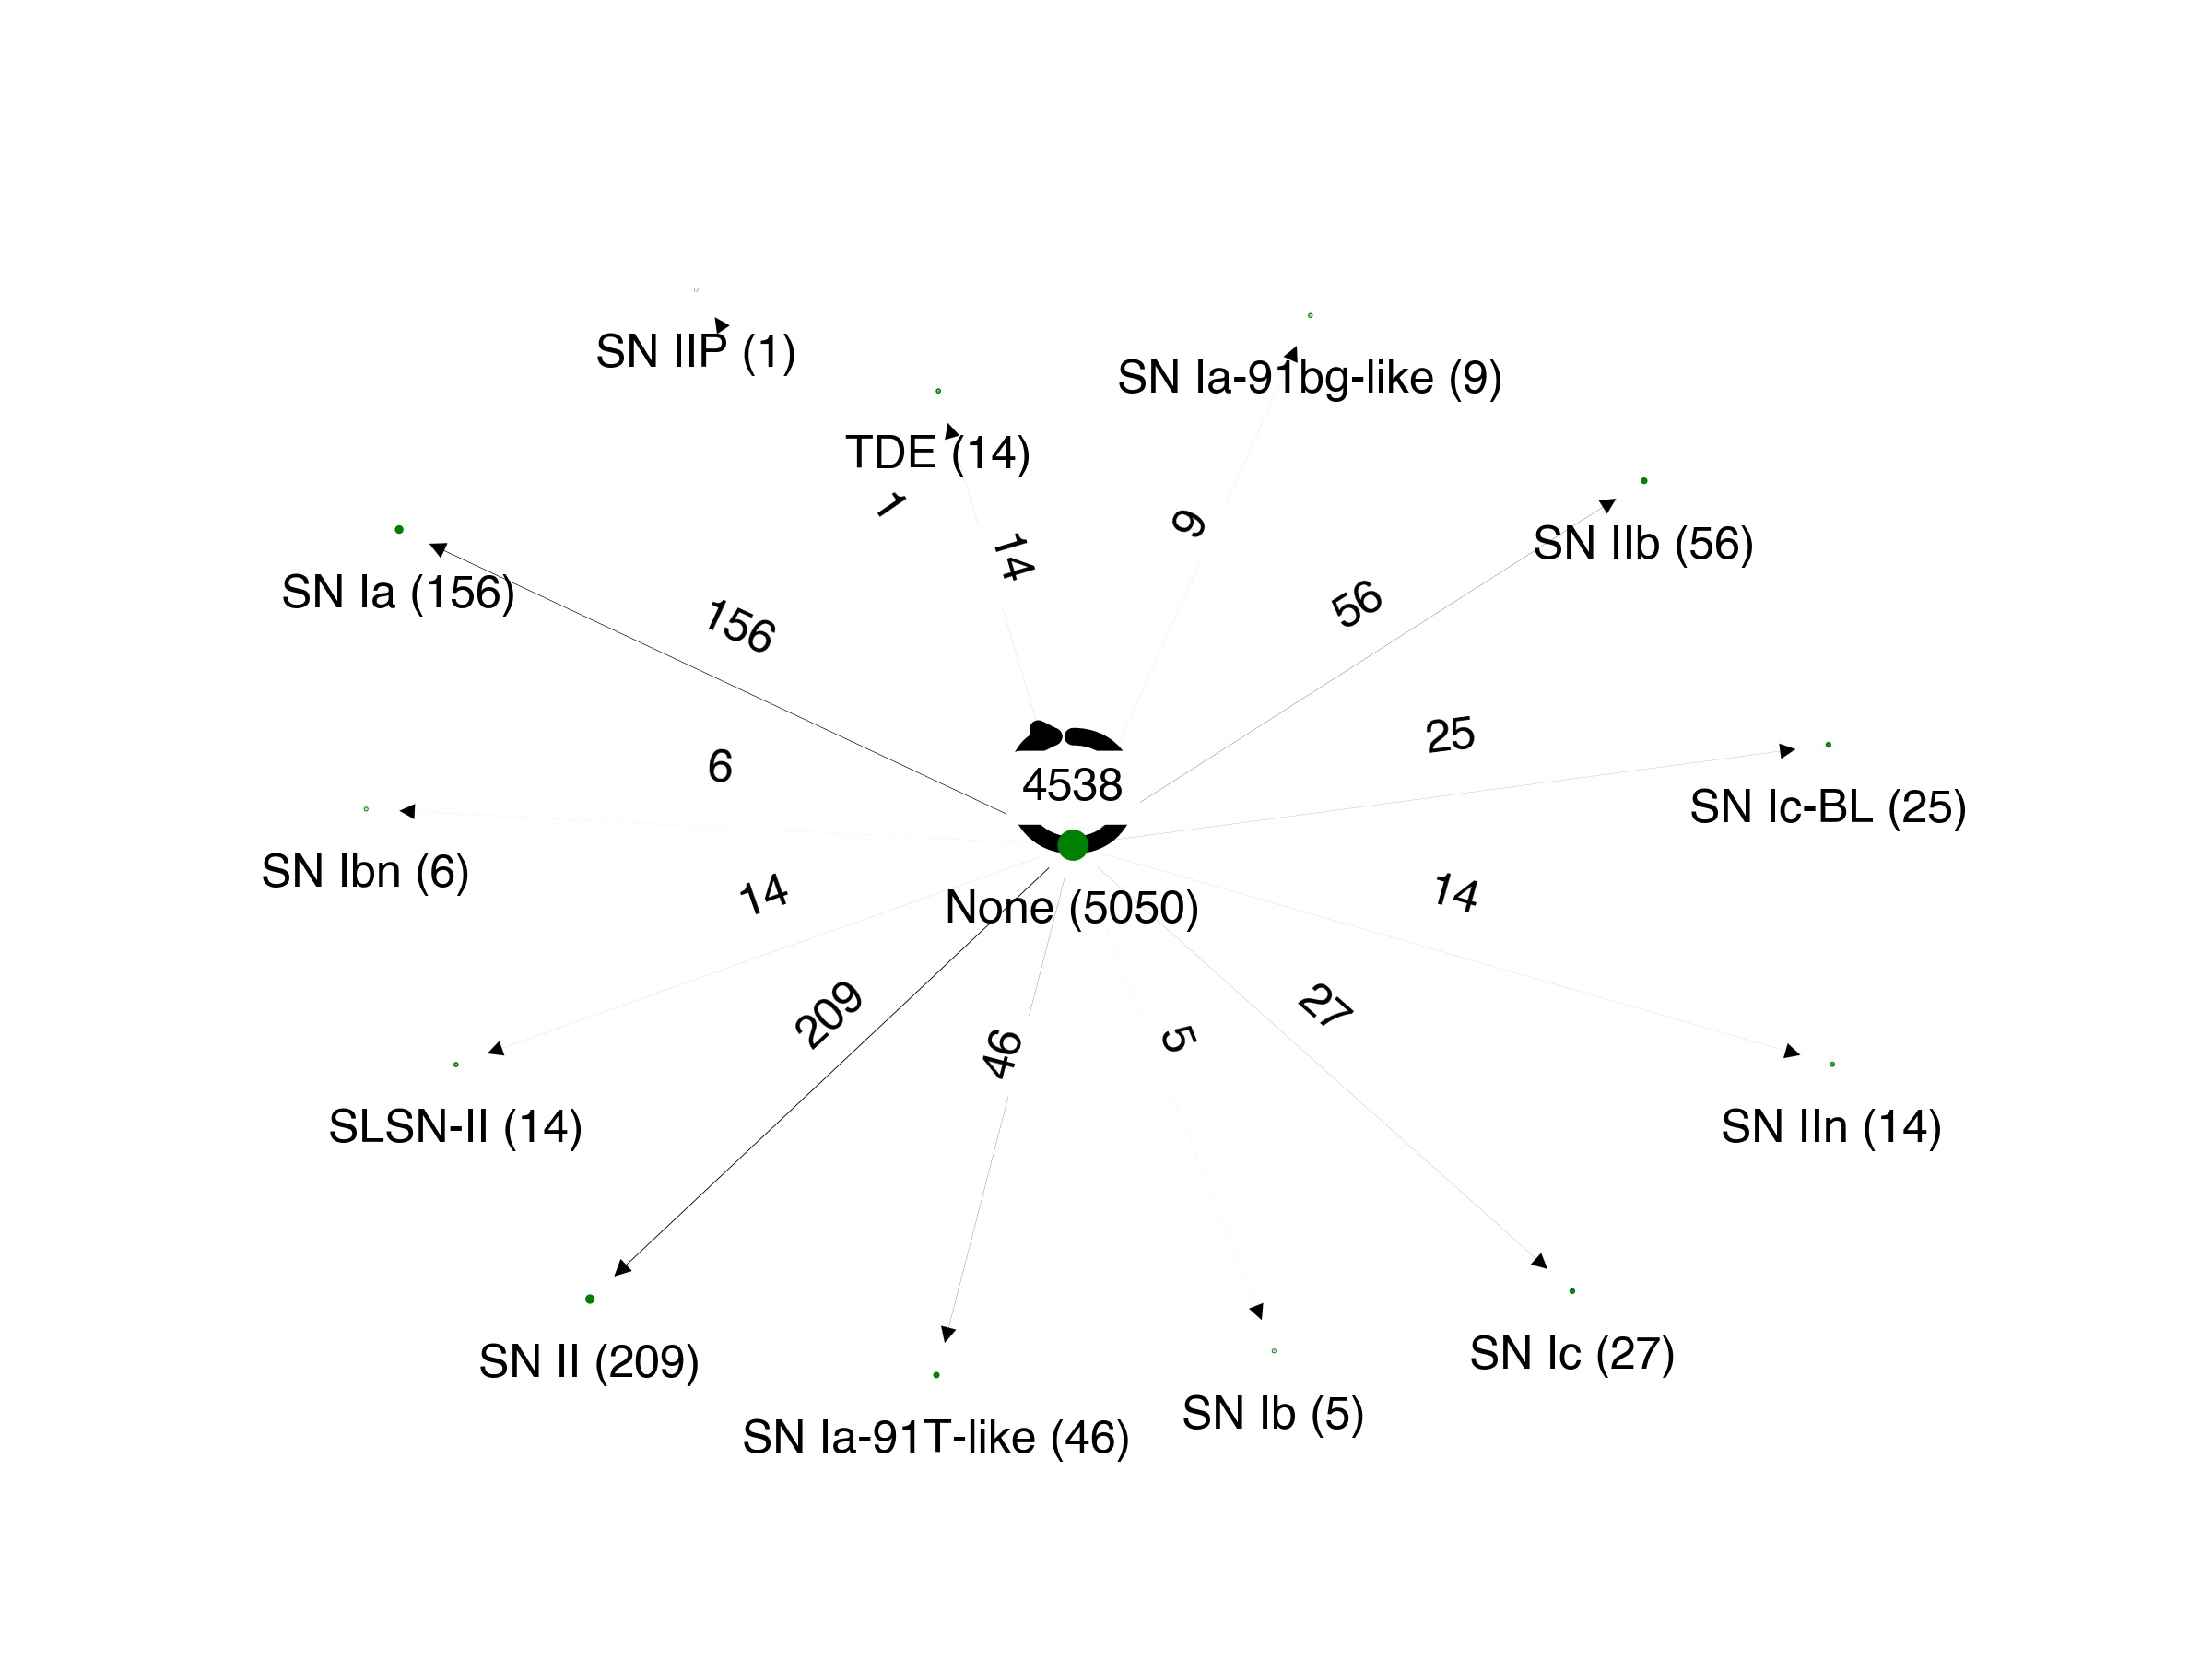 SN IIP (1)
SN Ia-91bg-like (9)
TDE (14)
1
14
9
SN IIb (56)
SN Ia (156)
156
56
25
6
4538
SN Ic-BL (25)
SN Ibn (6)
14
None (5050)
14
209
46
5
27
SLSN-II (14)
SN IIn (14)
SN II (209)
SN Ic (27)
SN Ia-91T-like (46)
SN Ib (5)